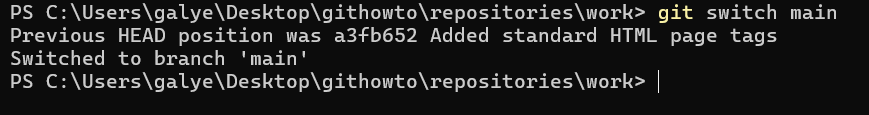 PS C:\Users\galye\Desktop\githowto\repositories\work> git switch main
Previous HEAD position was a3fb652 Added standard HTML page tags
Switched to branch 'main'
PS C:\Users\galye\Desktop\githowto\repositories\work>